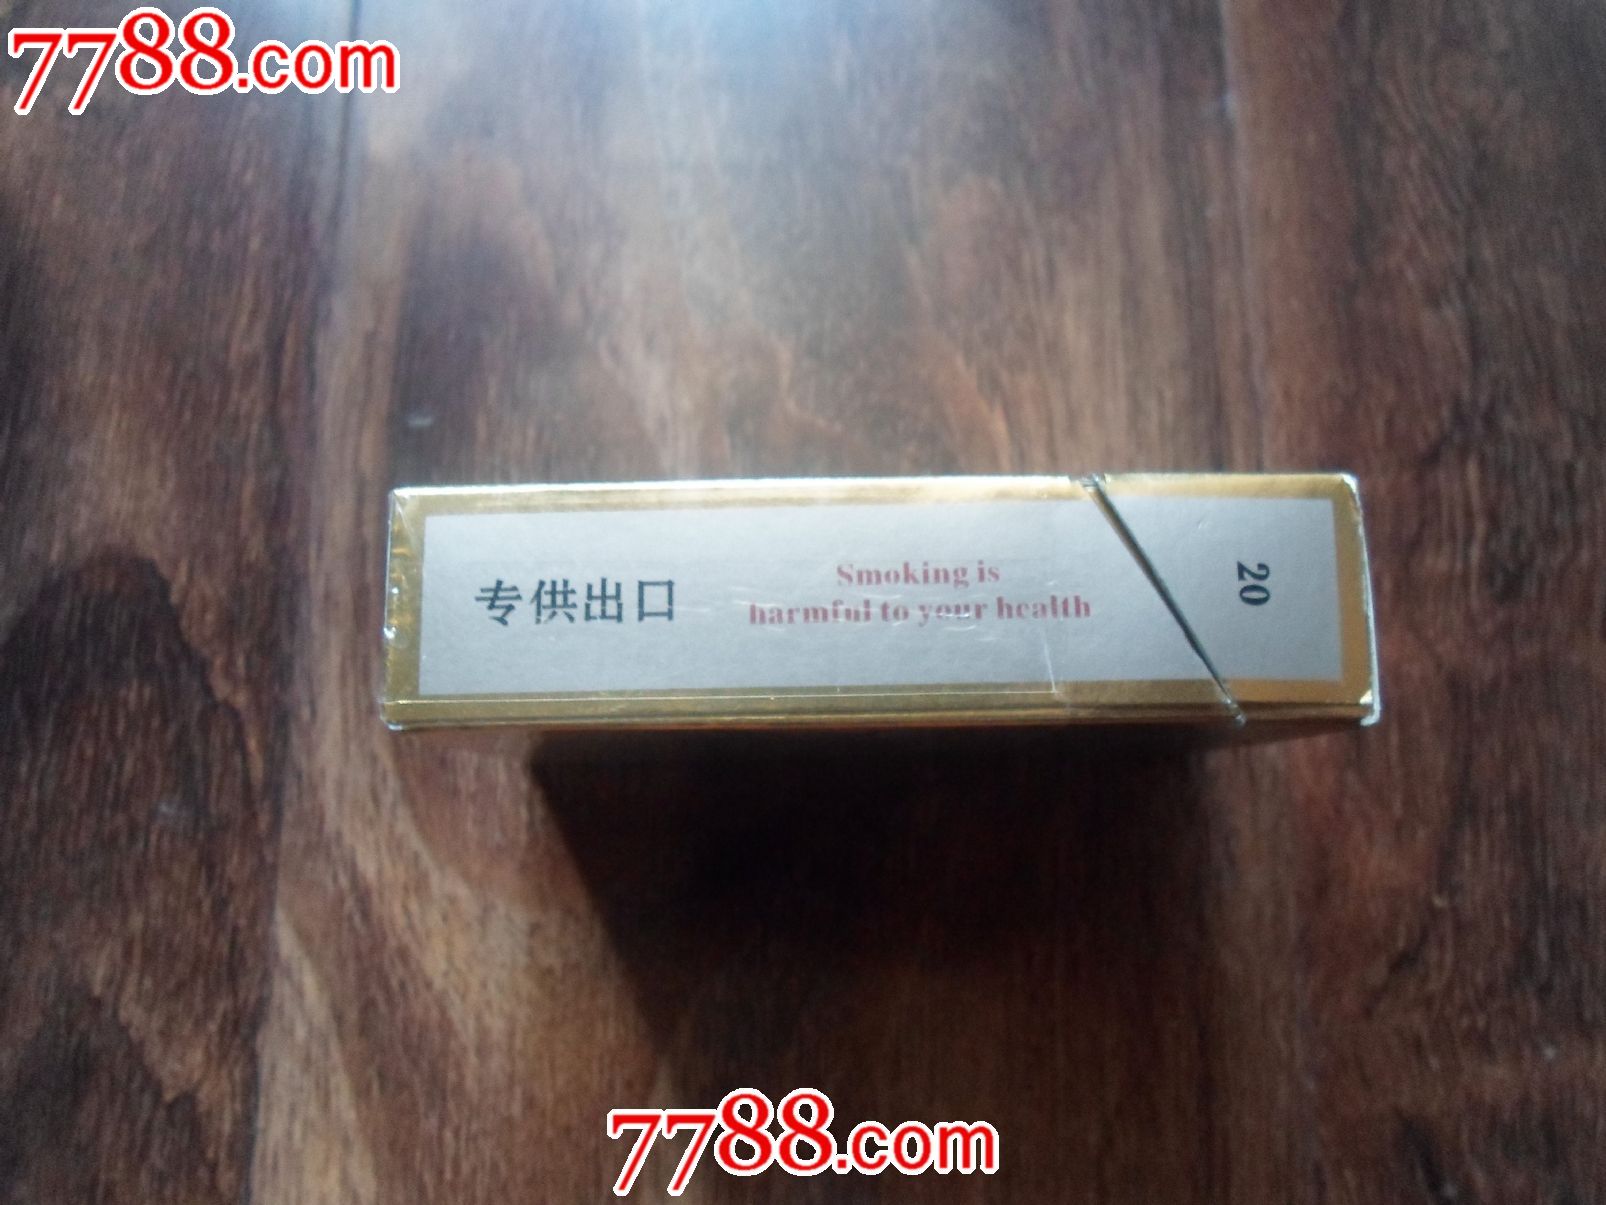 7788.com
专供出口
Smoking is
harmful to your health
20
7788.com